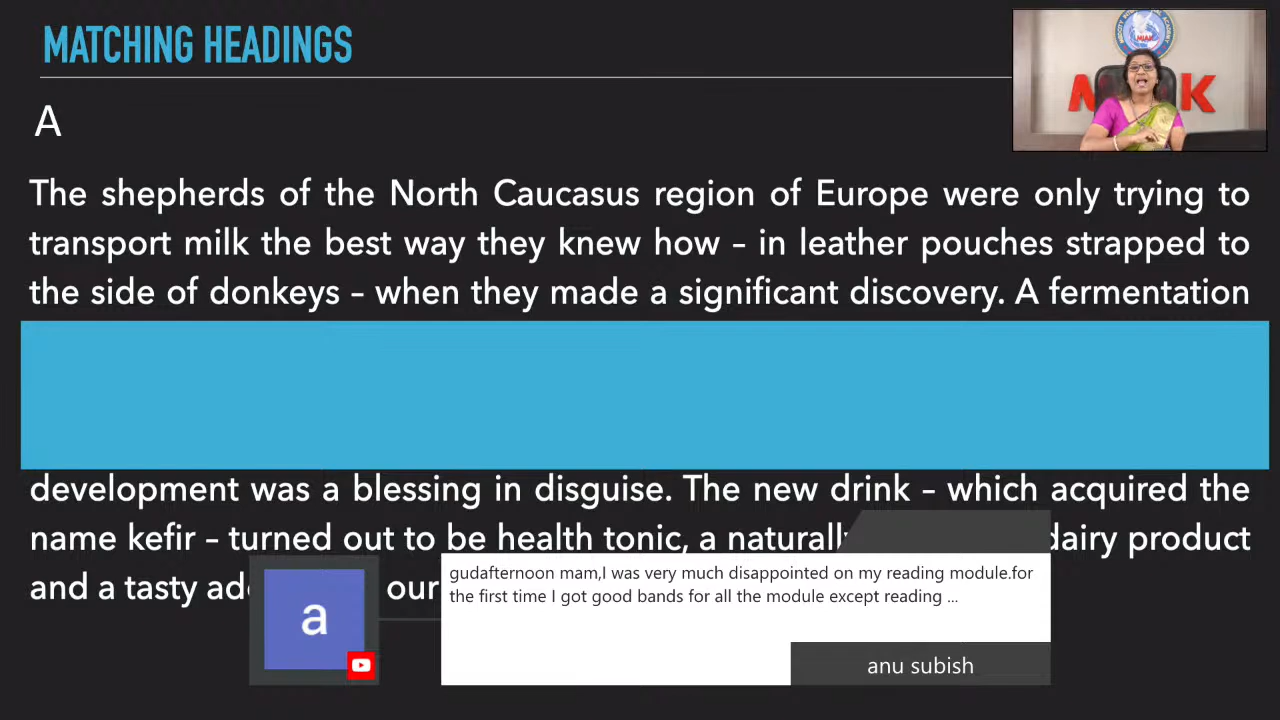 MATCHING HEADINGS
A
The shepherds of the North Caucasus region of Europe were only trying to
transport milk the best way they knew how – in leather pouches strapped to
the side of donkeys – when they made a significant discovery. A fermentation
development was a blessing in disguise. The new drink – which acquired the
name kefir – turned out to be health tonic, a dairy product
and a tasty our
a
gudafternoon mam,I was very much disappointed on my reading module.for
the first time I got good bands for all the module except reading ...
anu subish